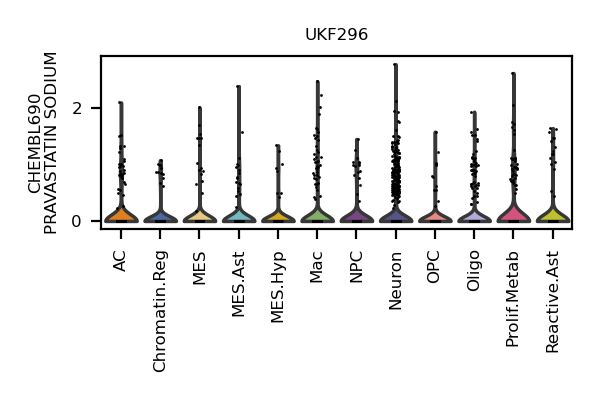 UKF296
CHEMBL690
PRAVASTATIN SODIUM
2
0
AC
Chromatin.Reg
MES
MES.Ast
MES.Hyp
Mac
NPC
Neuron
OPC
Oligo
Prolif.Metab
Reactive.Ast